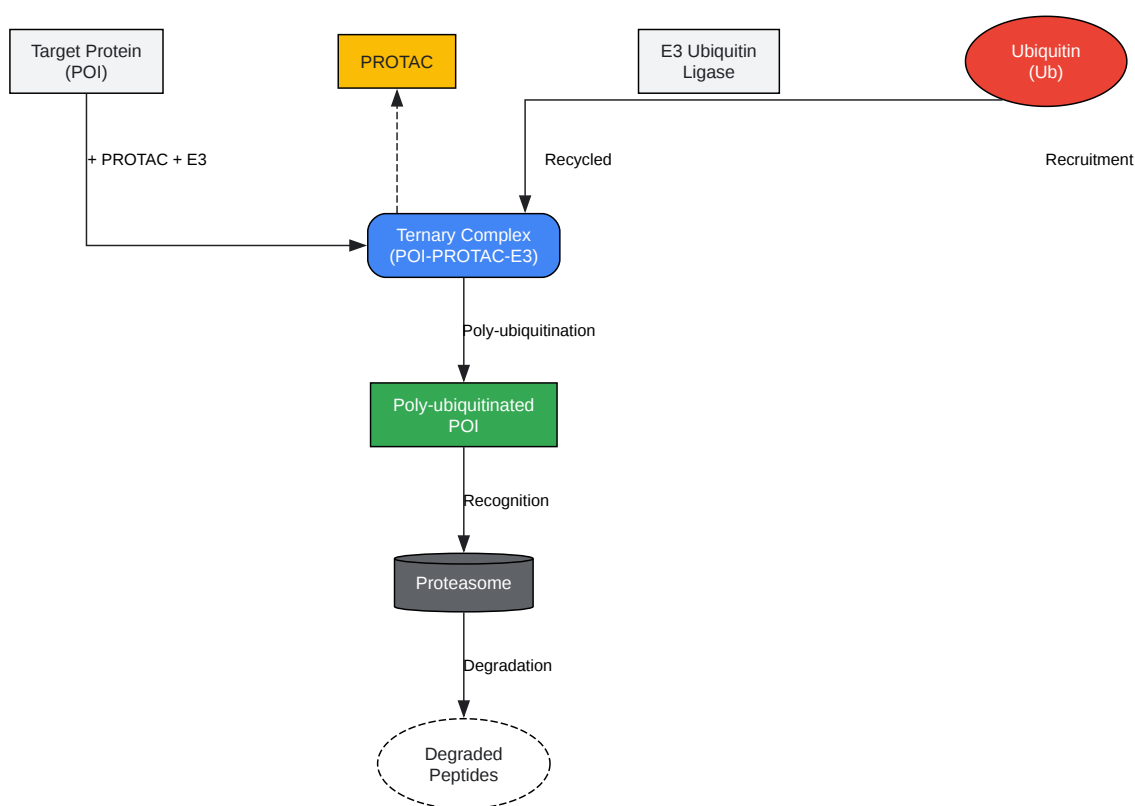 Target Protein
(POI)
PROTAC
E3 Ubiquitin
Ligase
Ubiquitin
(Ub)
+ PROTAC + E3
Recycled
Recruitment
Ternary Complex
(POI-PROTAC-E3)
Poly-ubiquitination
Poly-ubiquitinated
POI
Recognition
Proteasome
Degradation
Degraded
Peptides